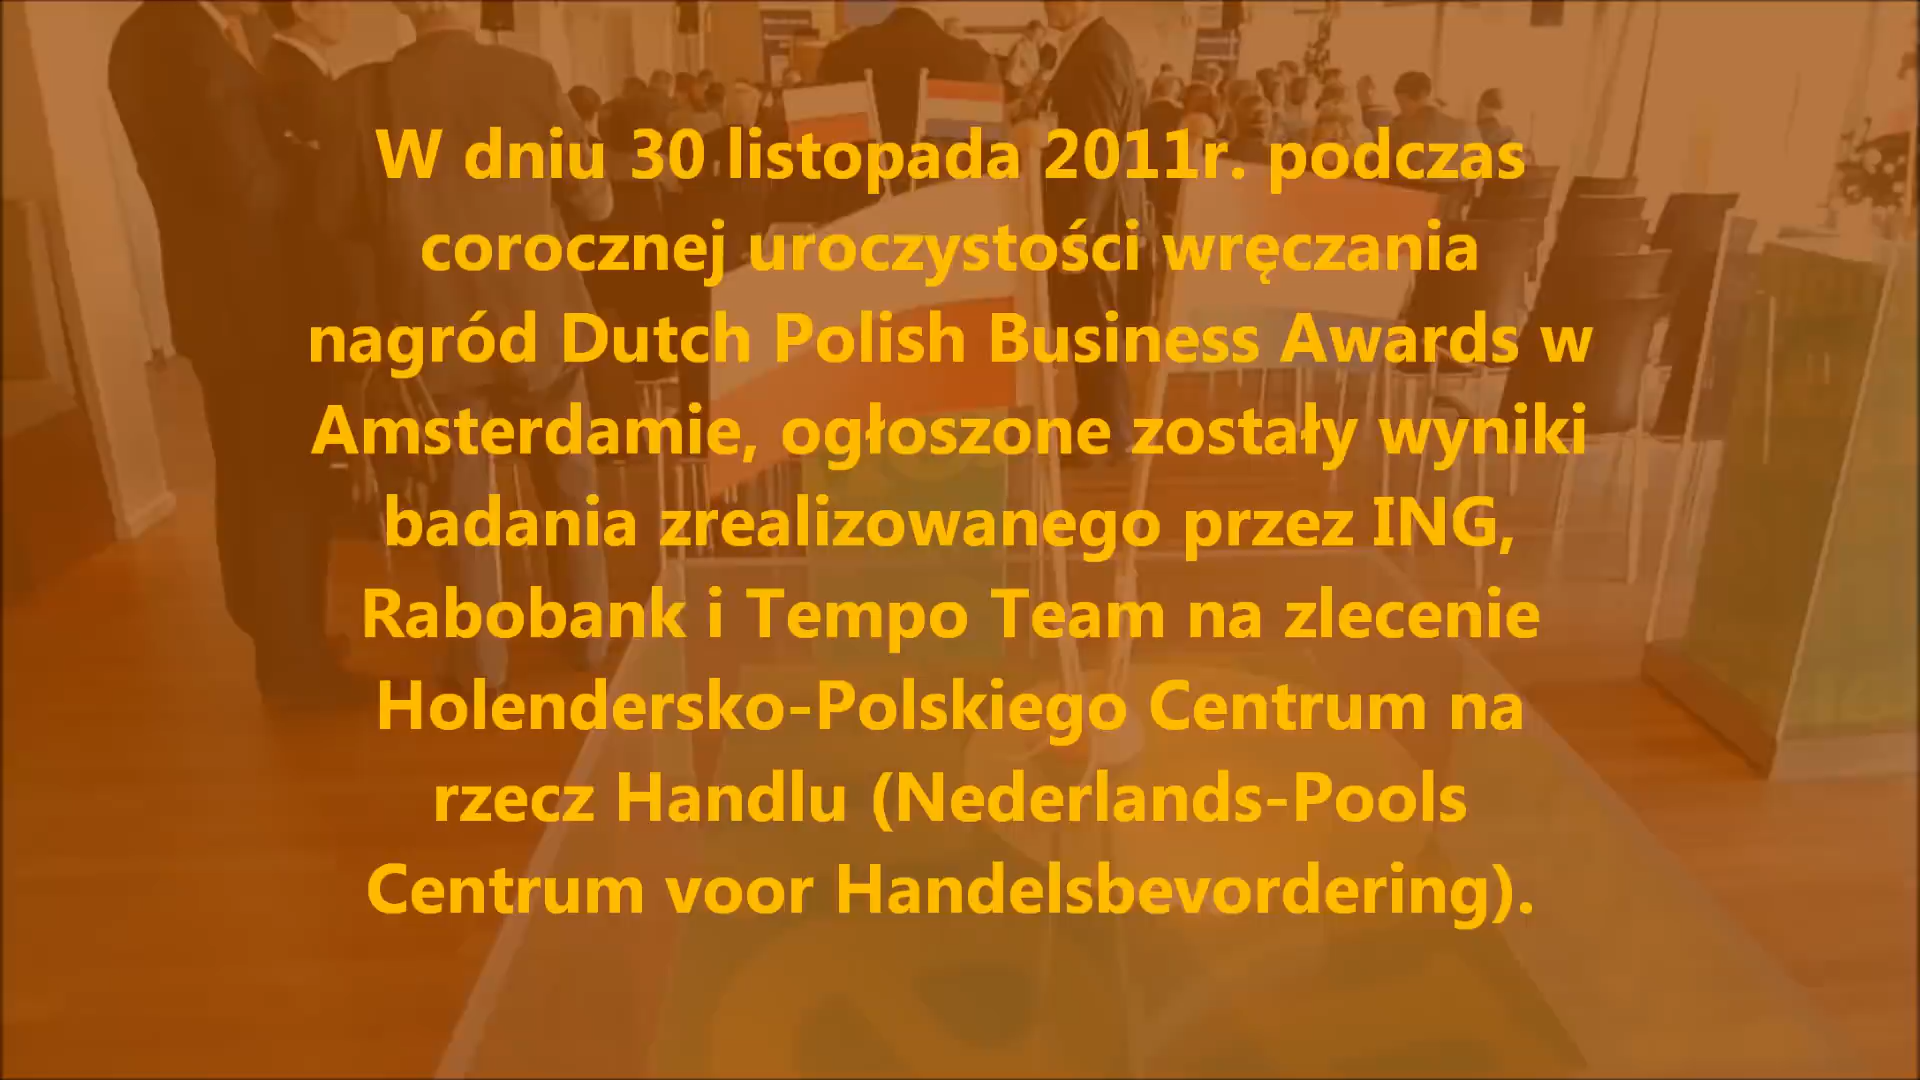 W dniu 30 listopada 2011r. podczas
corocznej uroczystości wręczania
nagród Dutch Polish Business Awards w
Amsterdamie, ogłoszone zostały wyniki
badania zrealizowanego przez ING,
Rabobank i Tempo Team na zlecenie
Holendersko-Polskiego Centrum na
rzecz Handlu (Nederlands-Pools
Centrum voor Handelsbevordering).